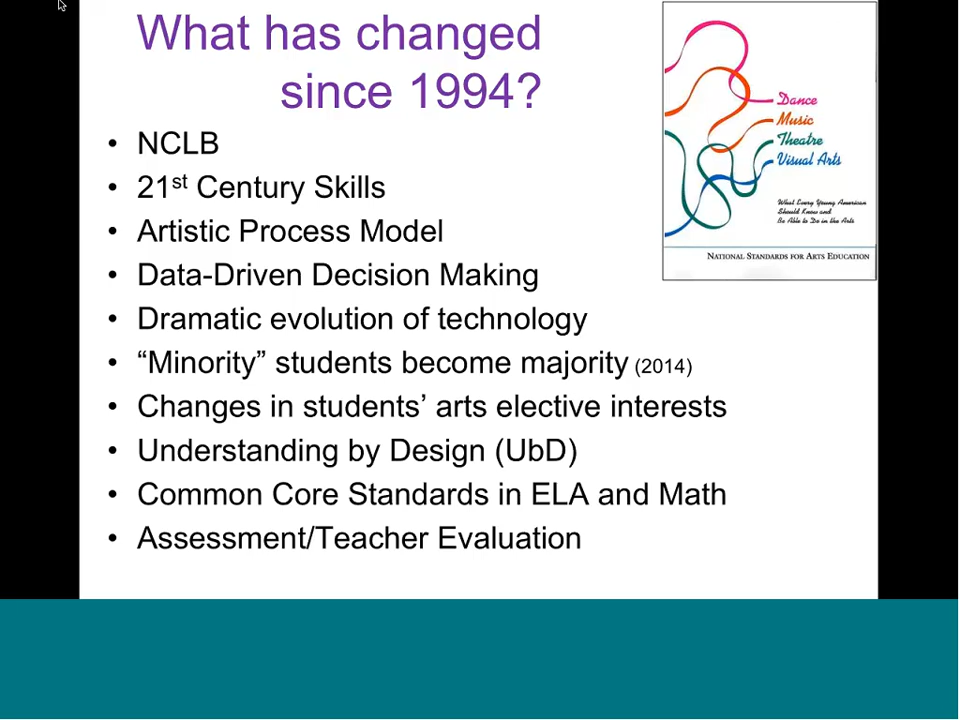 What has changed
since 1994?
• NCLB
• 21st Century Skills
• Artistic Process Model
• Data-Driven Decision Making
• Dramatic evolution of technology
• “Minority” students become majority (2014)
• Changes in students’ arts elective interests
• Understanding by Design (UbD)
• Common Core Standards in ELA and Math
• Assessment/Teacher Evaluation
Dance
Music
Theatre
Visual Arts
What Every Young American
Should Know and
Be Able to Do in the Arts
National Standards for Arts Education